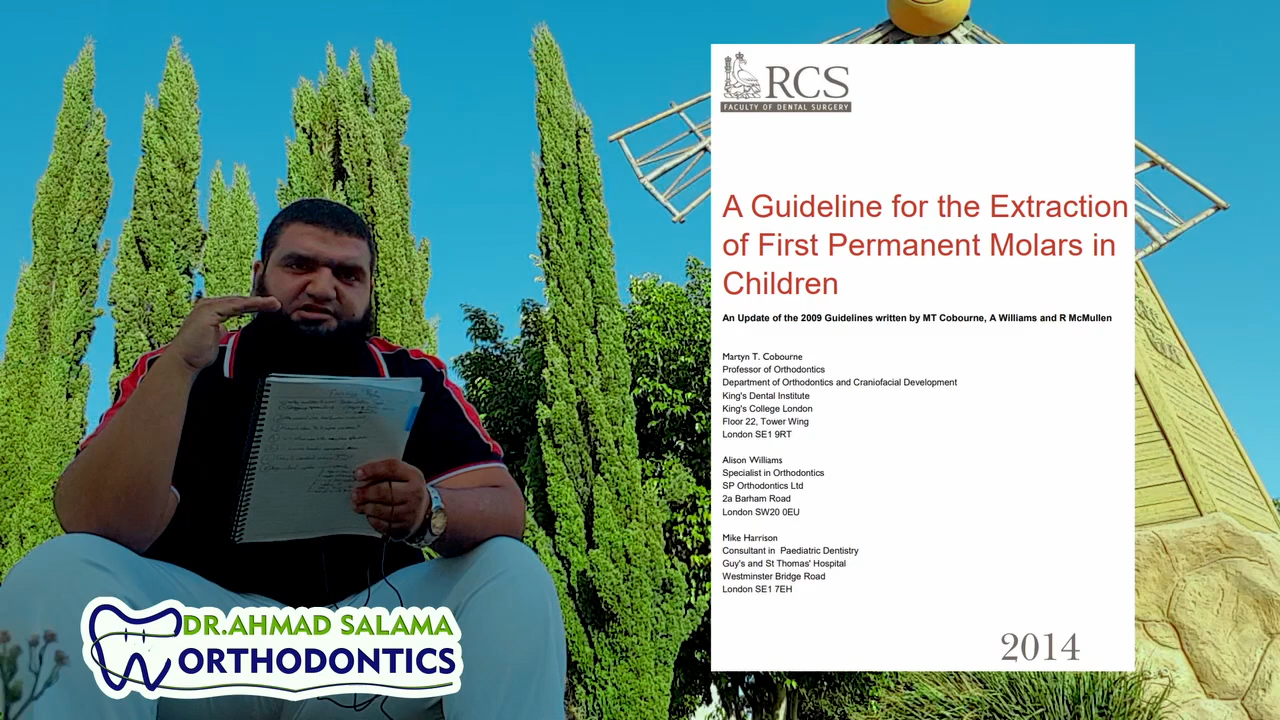 RCS
FACULTY OF DENTAL SURGERY
A Guideline for the Extraction
of First Permanent Molars in
Children
An Update of the 2009 Guidelines written by MT Cobourne, A Williams and R McMullen
Martyn T. Cobourne
Professor of Orthodontics
Department of Orthodontics and Craniofacial Development
King's Dental Institute
King's College London
Floor 22, Tower Wing
London SE1 9RT
Alison Williams
Specialist in Orthodontics
SP Orthodontics Ltd
2a Barham Road
London SW20 0EU
Mike Harrison
Consultant in  Paediatric Dentistry
Guy's and St Thomas' Hospital
Westminster Bridge Road
London SE1 7EH
2014
DR.AHMAD SALAMA
ORTHODONTICS